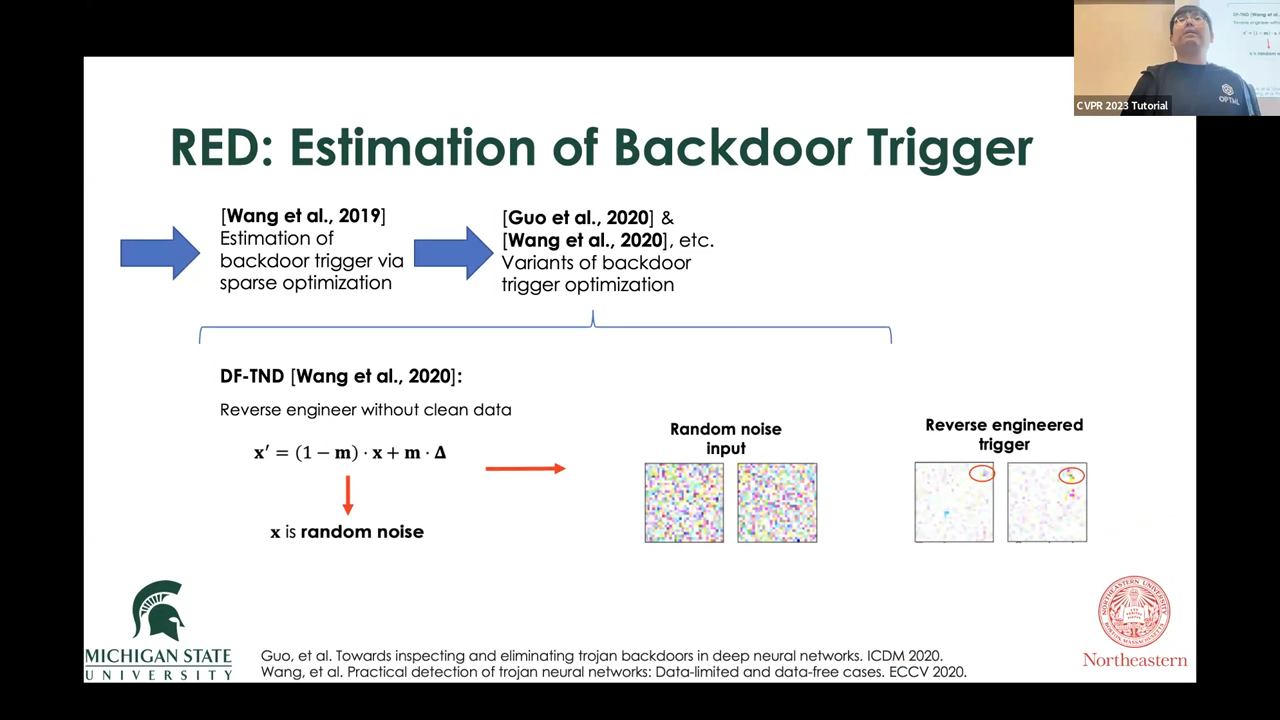 RED: Estimation of Backdoor Trigger
[Wang et al., 2019]
Estimation of
backdoor trigger via
sparse optimization
[Guo et al., 2020] &
[Wang et al., 2020], etc.
Variants of backdoor
trigger optimization
DF-TND [Wang et al., 2020]:
Reverse engineer without clean data
x′ = (1 − m) · x + m · Δ
x is random noise
Random noise
input
Reverse engineered
trigger
MICHIGAN STATE
UNIVERSITY
Guo, et al. Towards inspecting and eliminating trojan backdoors in deep neural networks. ICDM 2020.
Wang, et al. Practical detection of trojan neural networks: Data-limited and data-free cases. ECCV 2020.
Northeastern
CVPR 2023 Tutorial
OPTML